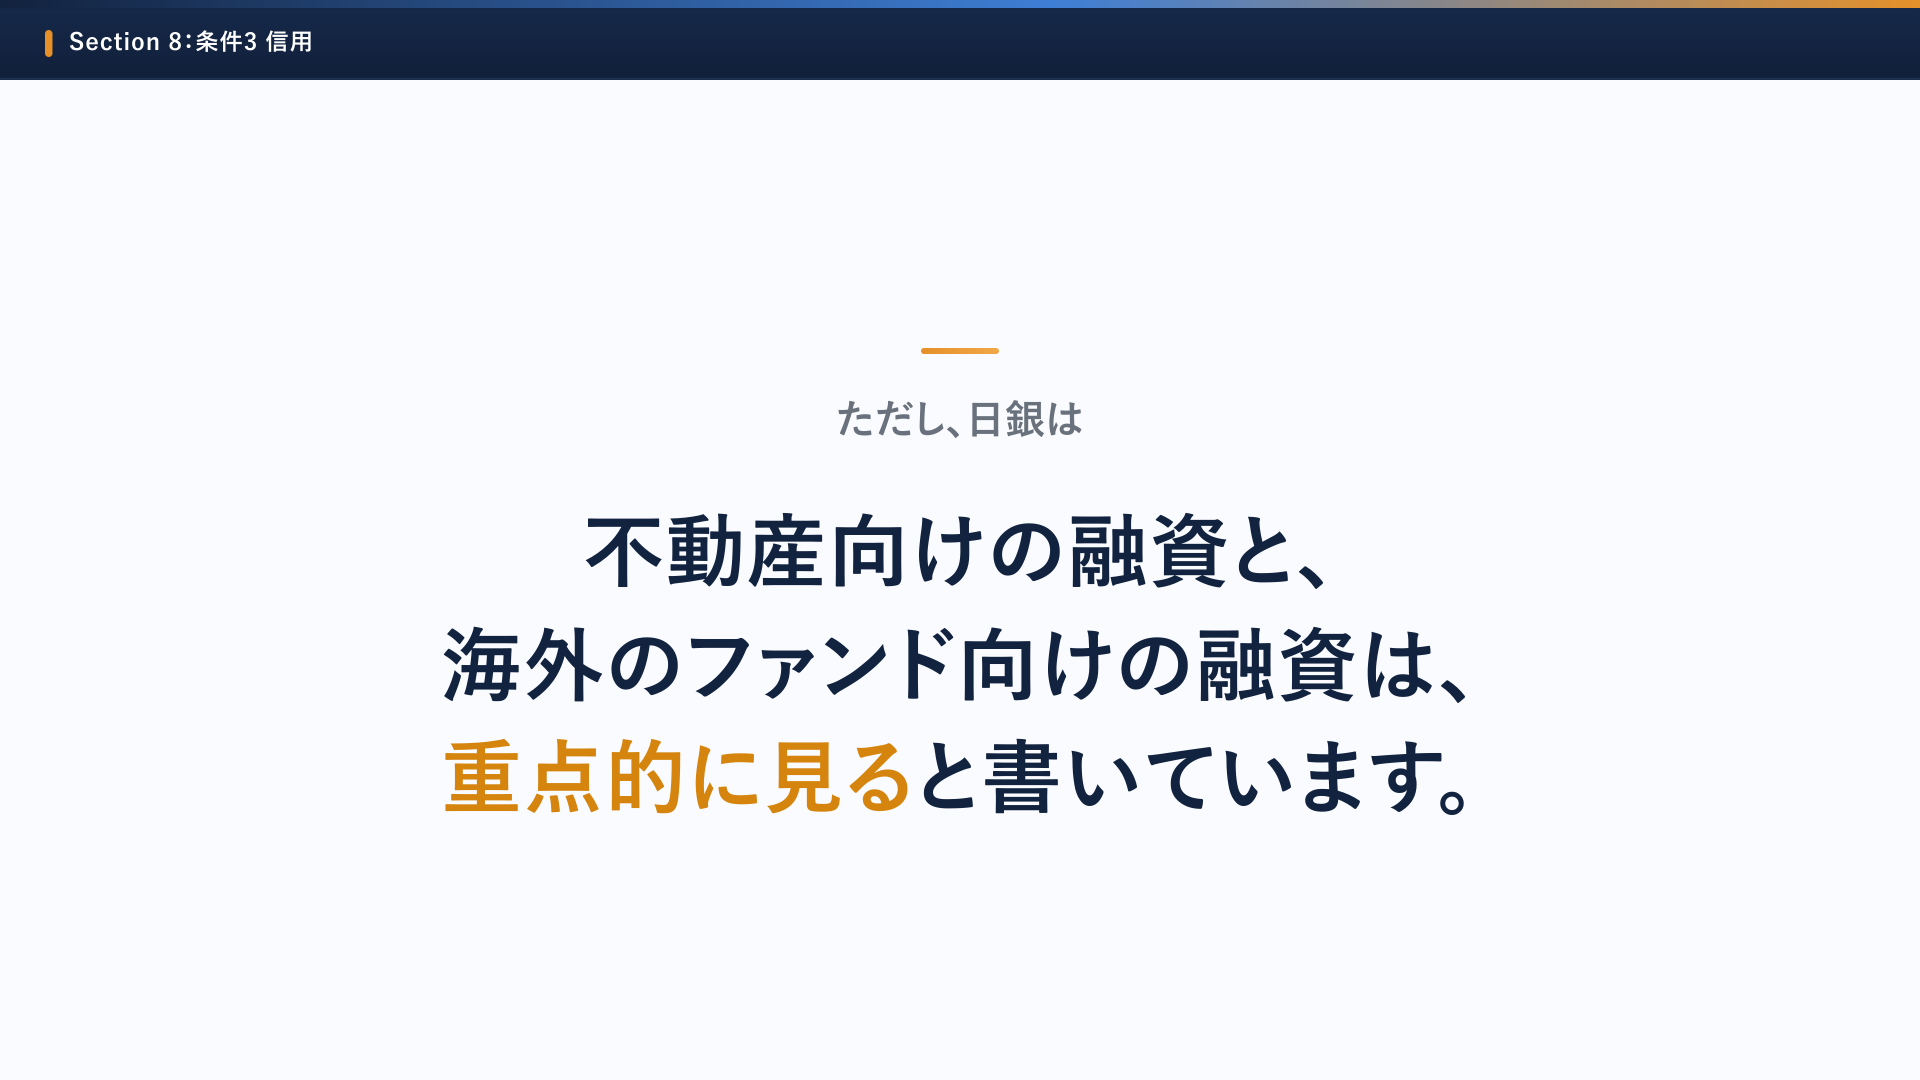 Section 8：条件3 信用
ただし、日銀は
不動産向けの融資と、
海外のファンド向けの融資は、
重点的に見ると書いています。